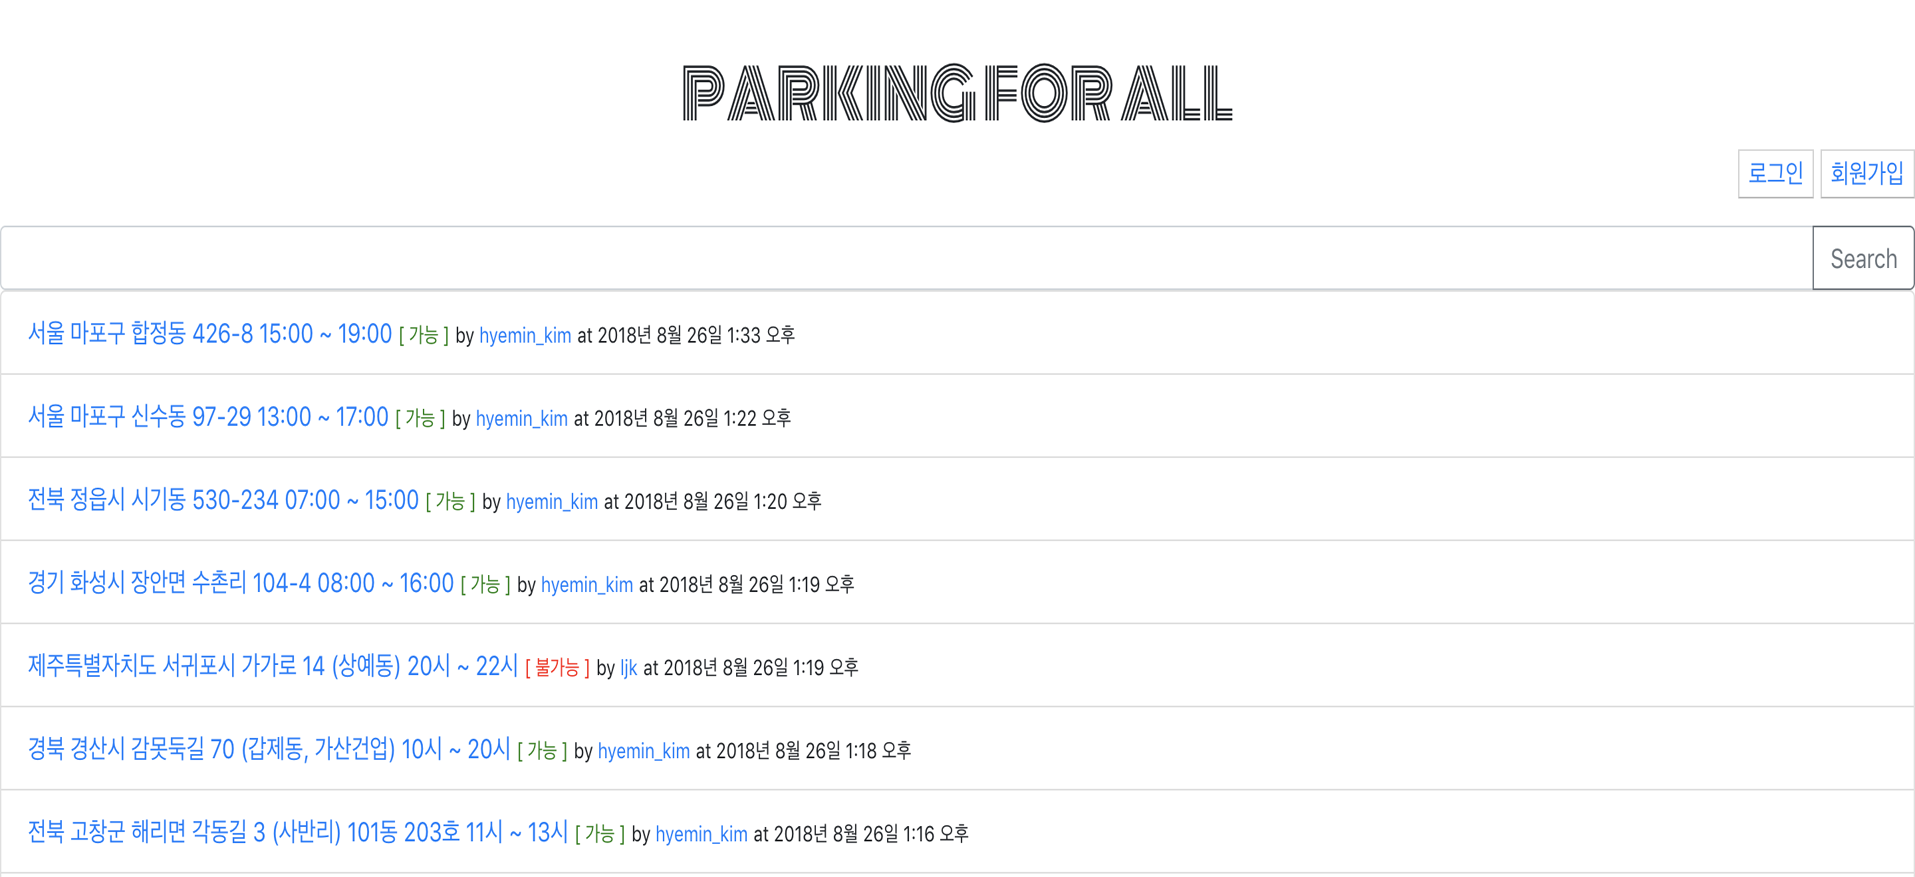 PARKING FOR ALL
로그인 회원가입
Search
서울 마포구 합정동 426-8 15:00 ~ 19:00 [ 가능 ] by hyemin_kim at 2018년 8월 26일 1:33 오후
서울 마포구 신수동 97-29 13:00 ~ 17:00 [ 가능 ] by hyemin_kim at 2018년 8월 26일 1:22 오후
전북 정읍시 시기동 530-234 07:00 ~ 15:00 [ 가능 ] by hyemin_kim at 2018년 8월 26일 1:20 오후
경기 화성시 장안면 수촌리 104-4 08:00 ~ 16:00 [ 가능 ] by hyemin_kim at 2018년 8월 26일 1:19 오후
제주특별자치도 서귀포시 가가로 14 (상예동) 20시 ~ 22시 [ 불가능 ] by ljk at 2018년 8월 26일 1:19 오후
경북 경산시 감못둑길 70 (갑제동, 가산건업) 10시 ~ 20시 [ 가능 ] by hyemin_kim at 2018년 8월 26일 1:18 오후
전북 고창군 해리면 각동길 3 (사반리) 101동 203호 11시 ~ 13시 [ 가능 ] by hyemin_kim at 2018년 8월 26일 1:16 오후